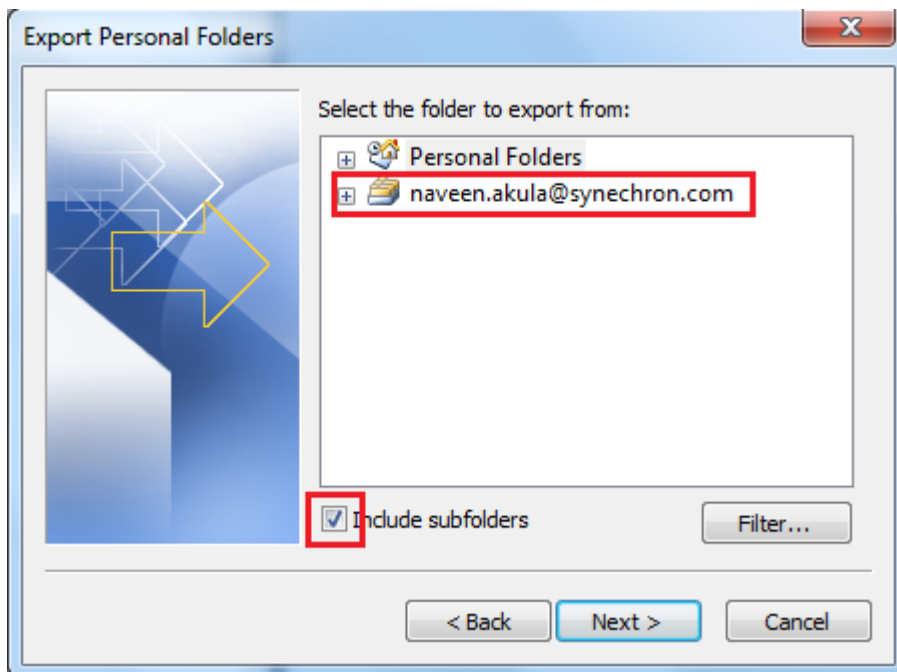 Export Personal Folders
Select the folder to export from:
Personal Folders
naveen.akula@synechron.com
Include subfolders
Filter...
< Back
Next >
Cancel